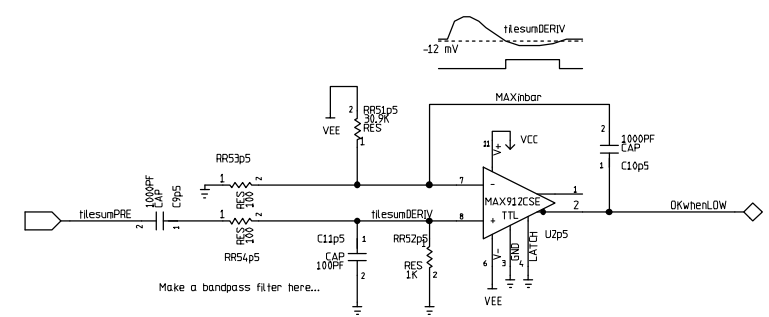 tilesumDERIV
-12 mV
MAXinbar
2
RR51p5
30.9K
RES
1
VEE
11
V+
VCC
2
1000PF
CAP
1
C10p5
RR53p5
1
2
RES
100
7
-
MAX912CSE
TTL
1
2
OKwhenLOW
1000PF
CAP
C9p5
tilesumPRE
2
1
1
2
RES
100
RR54p5
tilesumDERIV
8
+
U2p5
C11p5
1
CAP
100PF
2
RR52p5
1
RES
1K
2
6
V-
3
GND
4
LATCH
VEE
Make a bandpass filter here...